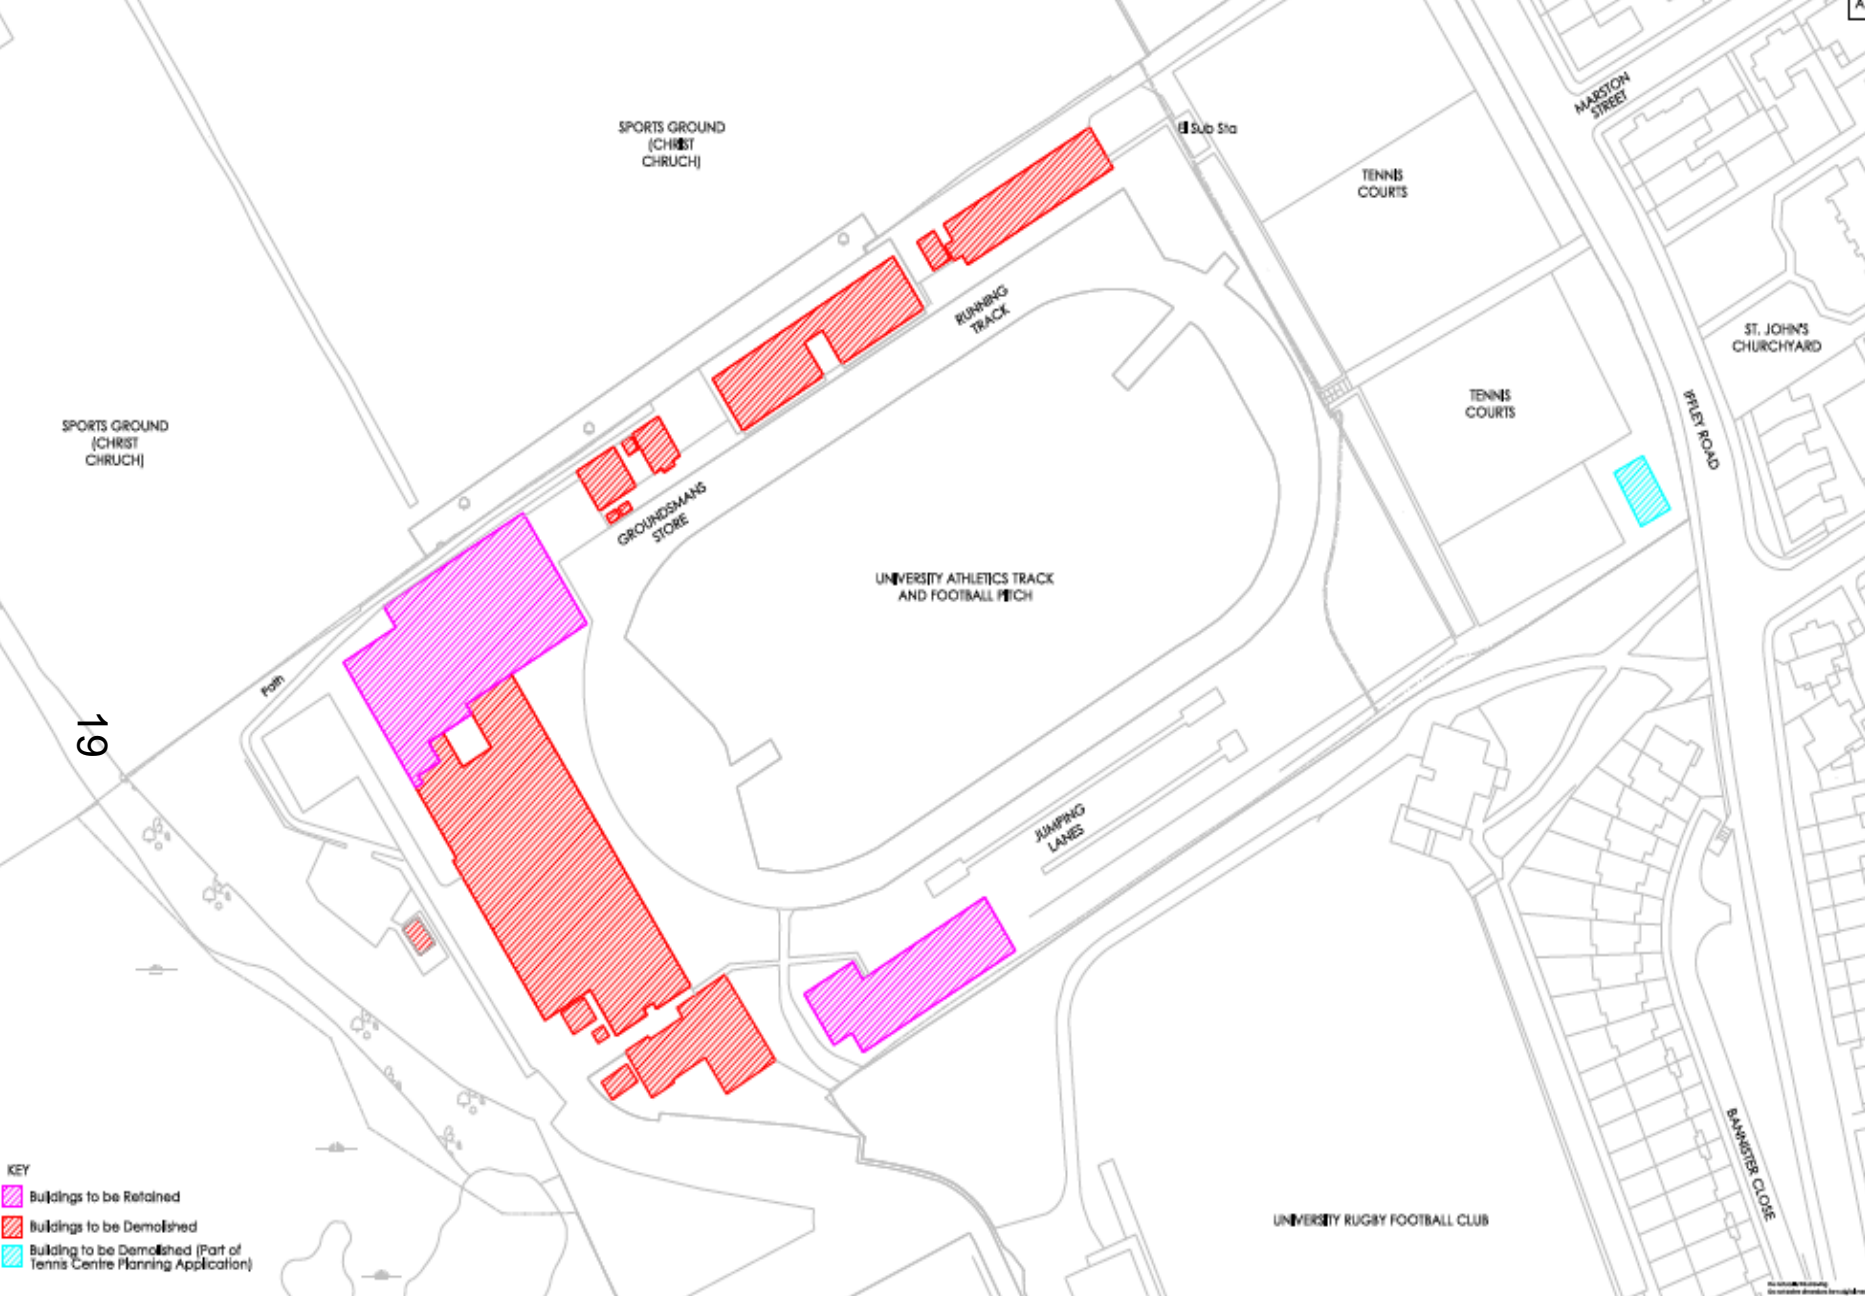 A
MARSTON
STREET
SPORTS GROUND
(CHRIST
CHRUCH)
El Sub Sta
TENNIS
COURTS
RUNNING
TRACK
ST. JOHN'S
CHURCHYARD
TENNIS
COURTS
IFFLEY ROAD
SPORTS GROUND
(CHRIST
CHRUCH)
GROUNDSMANS
STORE
UNIVERSITY ATHLETICS TRACK
AND FOOTBALL PITCH
Path
19
JUMPING
LANES
BANNISTER CLOSE
UNIVERSITY RUGBY FOOTBALL CLUB
KEY
Buildings to be Retained
Buildings to be Demolished
Building to be Demolished (Part of
Tennis Centre Planning Application)